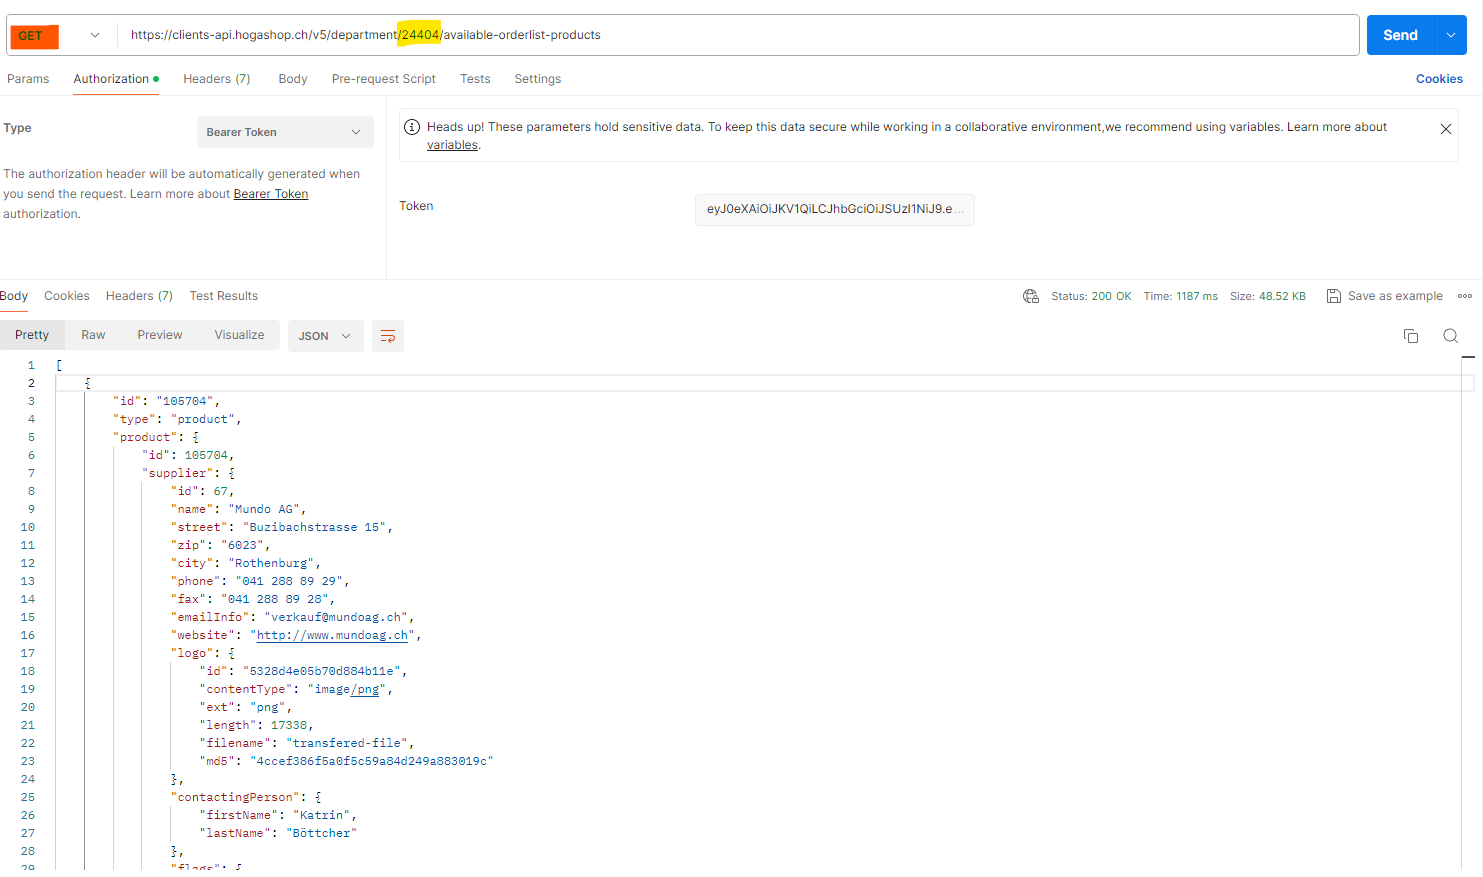 GET https://clients-api.hogashop.ch/v5/department/24404/available-orderlist-products Send
Params Authorization Headers (7) Body Pre-request Script Tests Settings Cookies
Type Bearer Token
The authorization header will be automatically generated when
you send the request. Learn more about Bearer Token
authorization.
Heads up! These parameters hold sensitive data. To keep this data secure while working in a collaborative environment,we recommend using variables. Learn more about
variables.
Token eyJ0eXAiOiJKV1QiLCJhbGciOiJSUzI1NiJ9.e...
Body Cookies Headers (7) Test Results Status: 200 OK Time: 1187 ms Size: 48.52 KB Save as example
Pretty Raw Preview Visualize JSON
1 [
2 {
3 "id": "105704",
4 "type": "product",
5 "product": {
6 "id": 105704,
7 "supplier": {
8 "id": 67,
9 "name": "Mundo AG",
10 "street": "Buzibachstrasse 15",
11 "zip": "6023",
12 "city": "Rothenburg",
13 "phone": "041 288 89 29",
14 "fax": "041 288 89 28",
15 "emailInfo": "verkauf@mundoag.ch",
16 "website": "http://www.mundoag.ch",
17 "logo": {
18 "id": "5328d4e05b70d884b11e",
19 "contentType": "image/png",
20 "ext": "png",
21 "length": 17338,
22 "filename": "transfered-file",
23 "md5": "4ccef386f5a0f5c59a84d249a883019c"
24 },
25 "contactingPerson": {
26 "firstName": "Katrin",
27 "lastName": "Böttcher"
28 },
29 "flags": {